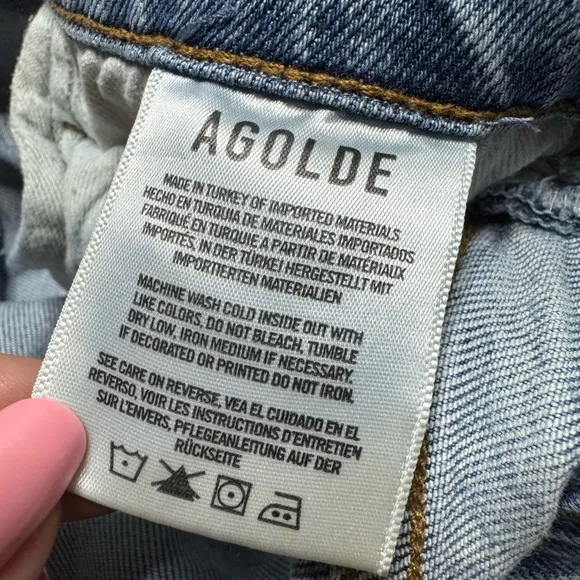 AGOLDE
MADE IN TURKEY OF IMPORTED MATERIALS
HECHO EN TURQUIA DE MATERIALES IMPORTADOS
FABRIQUÉ EN TURQUIE A PARTIR DE MATÉRIAUX
IMPORTES, IN DER TÜRKEI HERGESTELLT MIT
IMPORTIERTEN MATERIALIEN
MACHINE WASH COLD INSIDE OUT WITH
LIKE COLORS, DO NOT BLEACH, TUMBLE
DRY LOW, IRON MEDIUM IF NECESSARY.
IF DECORATED OR PRINTED DO NOT IRON.
SEE CARE ON REVERSE, VEA EL CUIDADO EN EL
REVERSO, VOIR LES INSTRUCTIONS D'ENTRETIEN
SUR L'ENVERS, PFLEGEANLEITUNG AUF DER
RÜCKSEITE